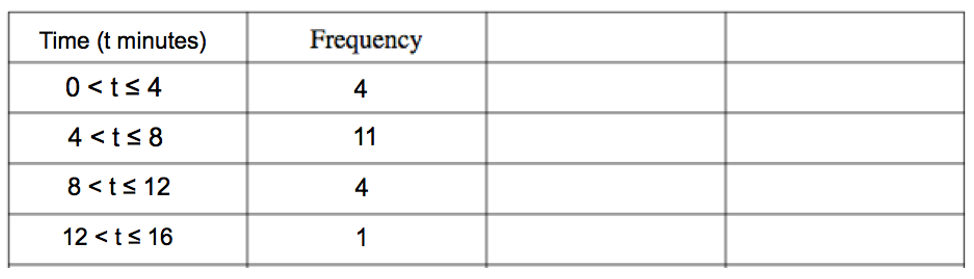 Time (t minutes) Frequency
0 < t ≤ 4 4
4 < t ≤ 8 11
8 < t ≤ 12 4
12 < t ≤ 16 1